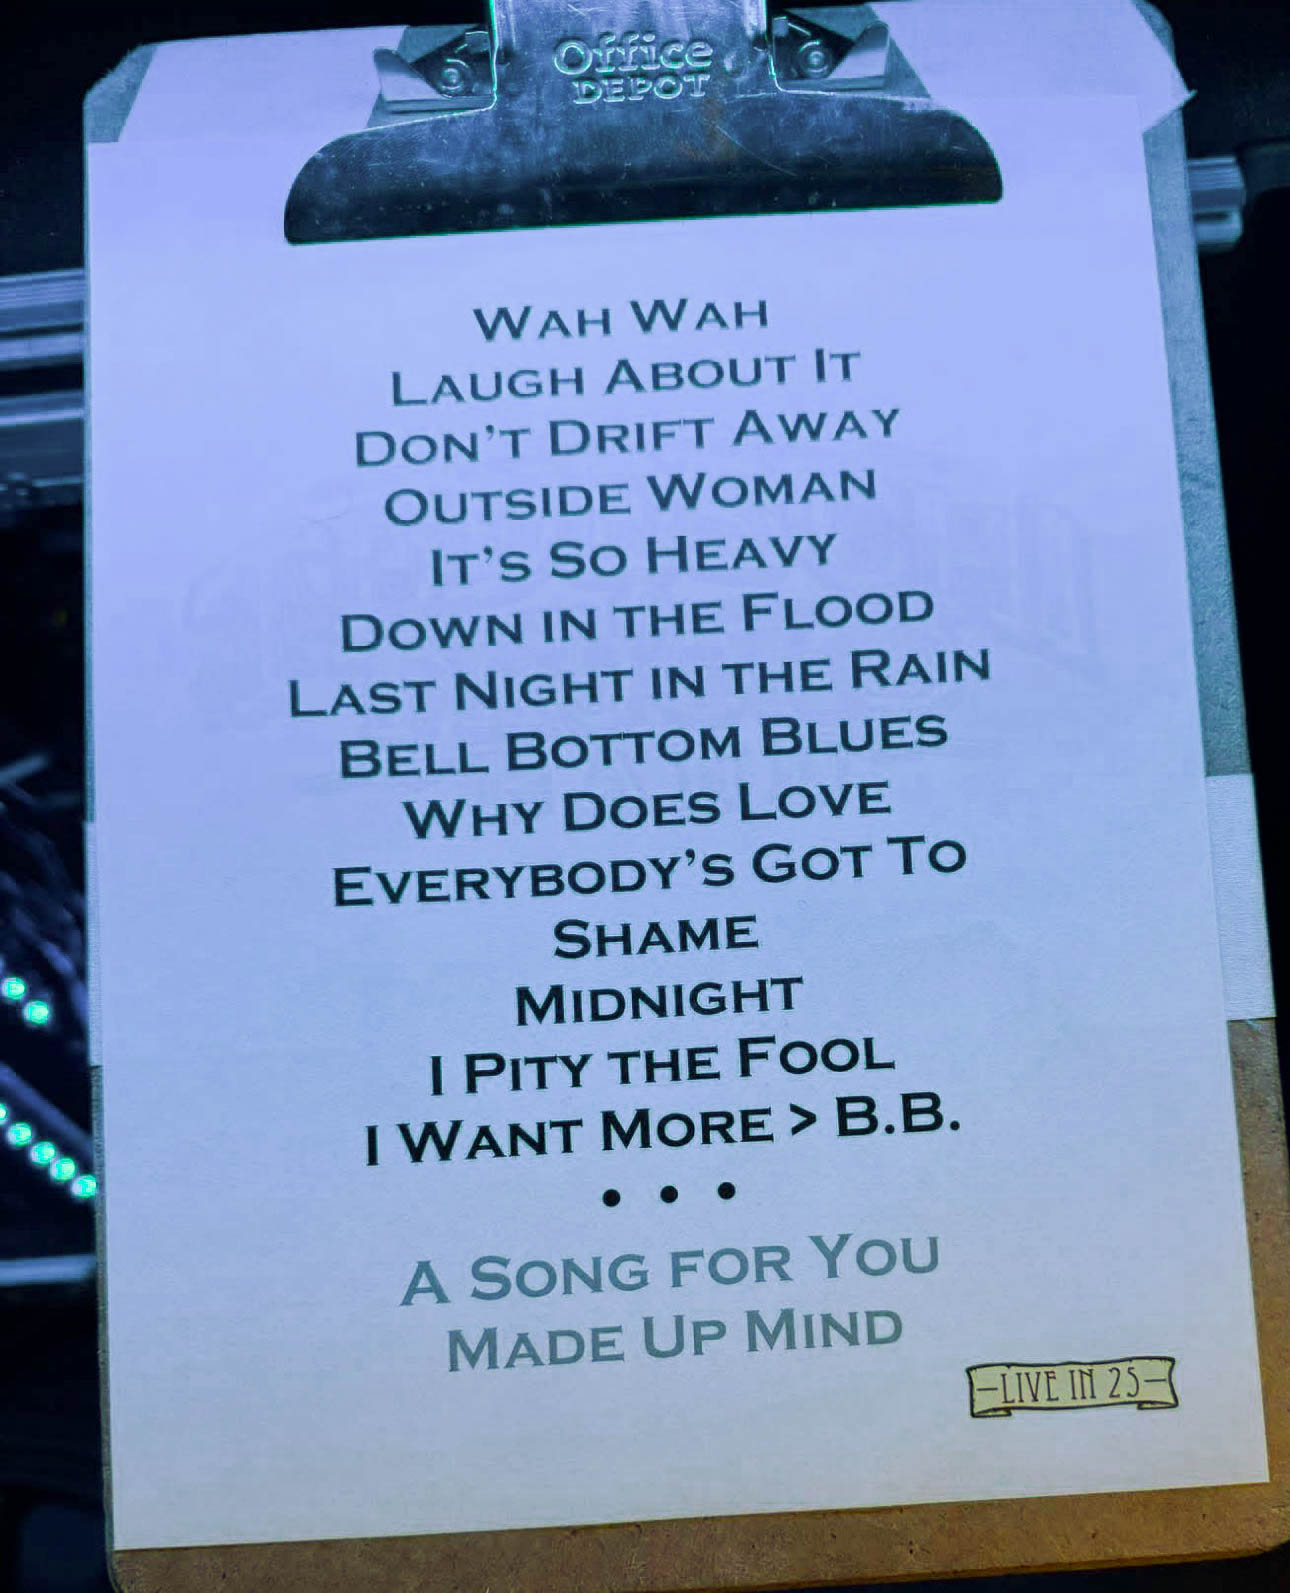 Office
DEPOT
WAH WAH
LAUGH ABOUT IT
DON'T DRIFT AWAY
OUTSIDE WOMAN
IT'S SO HEAVY
DOWN IN THE FLOOD
LAST NIGHT IN THE RAIN
BELL BOTTOM BLUES
WHY DOES LOVE
EVERYBODY'S GOT TO
SHAME
MIDNIGHT
I PITY THE FOOL
I WANT MORE > B.B.
• • •
A SONG FOR YOU
MADE UP MIND
–LIVE IN 25–